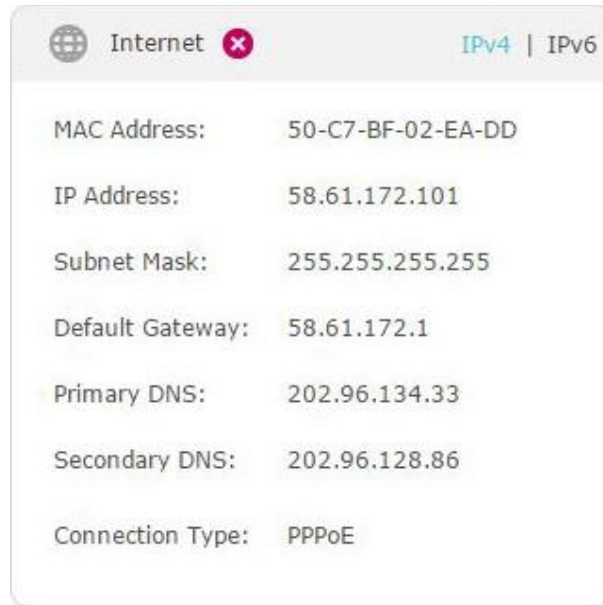 Internet IPv4 | IPv6
MAC Address: 50-C7-BF-02-EA-DD
IP Address: 58.61.172.101
Subnet Mask: 255.255.255.255
Default Gateway: 58.61.172.1
Primary DNS: 202.96.134.33
Secondary DNS: 202.96.128.86
Connection Type: PPPoE